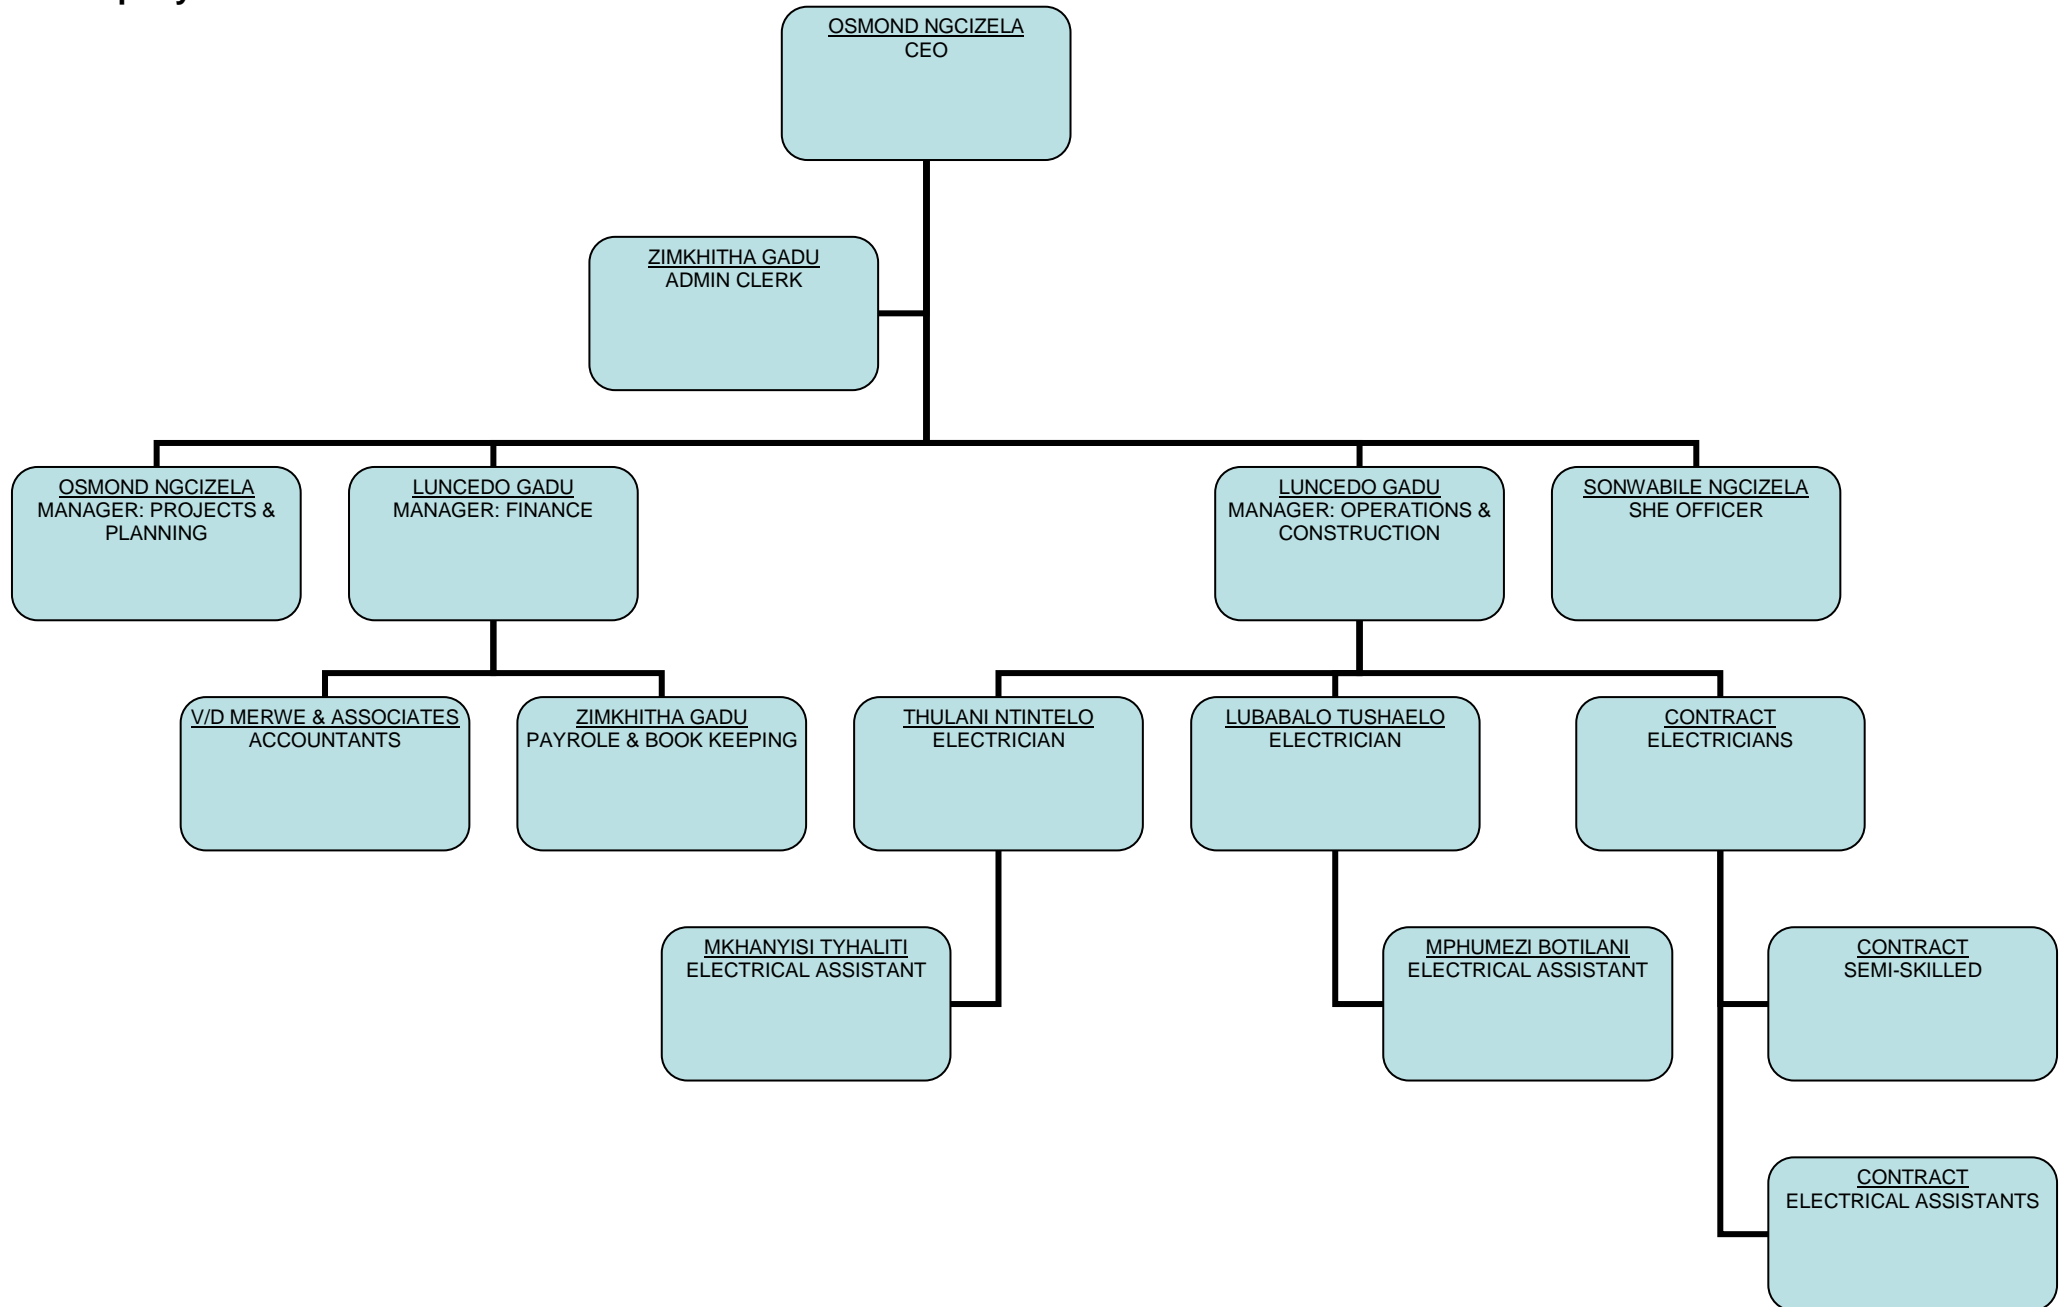 OSMOND NGCIZELA
CEO
ZIMKHITHA GADU
ADMIN CLERK
OSMOND NGCIZELA
MANAGER: PROJECTS &
PLANNING
LUNCEDO GADU
MANAGER: FINANCE
LUNCEDO GADU
MANAGER: OPERATIONS &
CONSTRUCTION
SONWABILE NGCIZELA
SHE OFFICER
V/D MERWE & ASSOCIATES
ACCOUNTANTS
ZIMKHITHA GADU
PAYROLE & BOOK KEEPING
THULANI NTINTELO
ELECTRICIAN
LUBABALO TUSHAELO
ELECTRICIAN
CONTRACT
ELECTRICIANS
MKHANYISI TYHALITI
ELECTRICAL ASSISTANT
MPHUMEZI BOTILANI
ELECTRICAL ASSISTANT
CONTRACT
SEMI-SKILLED
CONTRACT
ELECTRICAL ASSISTANTS